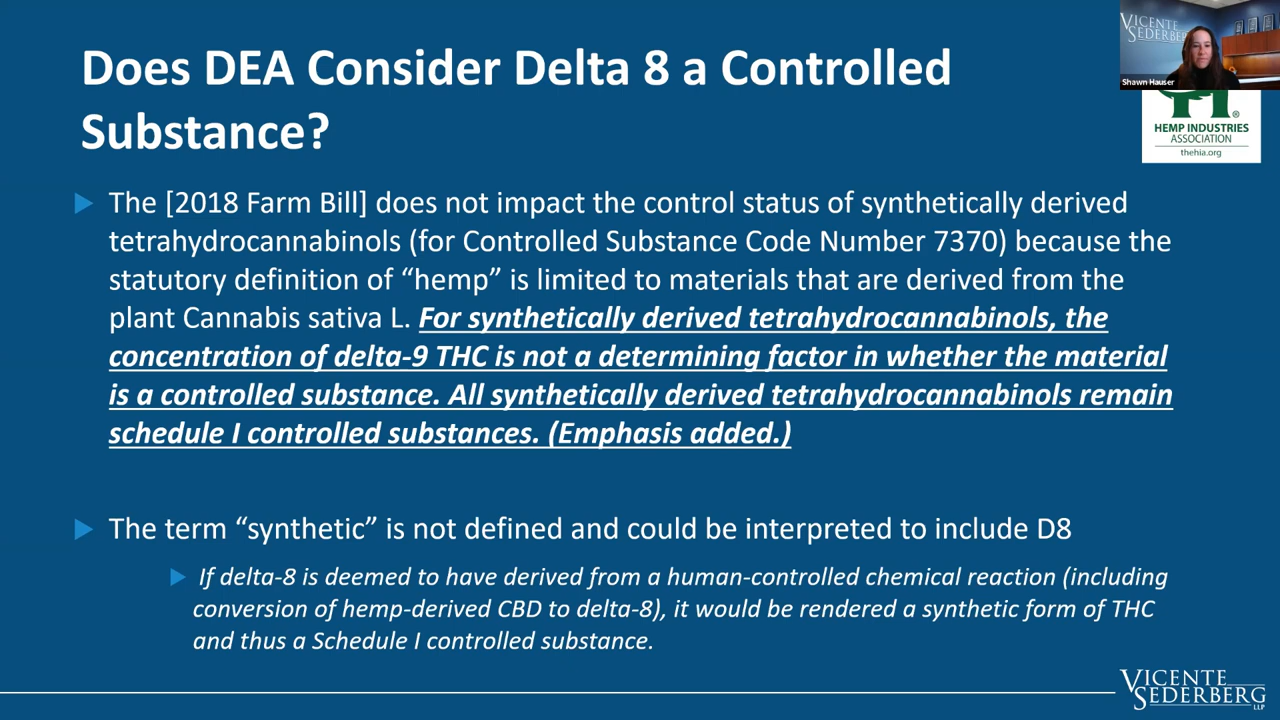 Does DEA Consider Delta 8 a Controlled
Substance?
VICENTE
SEDERBERG
Shawn Hauser
®
HEMP INDUSTRIES
ASSOCIATION
thehia.org
The [2018 Farm Bill] does not impact the control status of synthetically derived
tetrahydrocannabinols (for Controlled Substance Code Number 7370) because the
statutory definition of “hemp” is limited to materials that are derived from the
plant Cannabis sativa L. For synthetically derived tetrahydrocannabinols, the
concentration of delta-9 THC is not a determining factor in whether the material
is a controlled substance. All synthetically derived tetrahydrocannabinols remain
schedule I controlled substances. (Emphasis added.)
The term “synthetic” is not defined and could be interpreted to include D8
If delta-8 is deemed to have derived from a human-controlled chemical reaction (including
conversion of hemp-derived CBD to delta-8), it would be rendered a synthetic form of THC
and thus a Schedule I controlled substance.
VICENTE
SEDERBERG
LLP